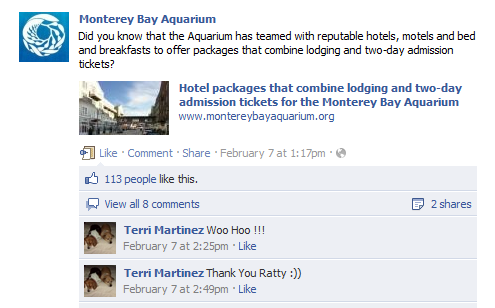 Monterey Bay Aquarium
Did you know that the Aquarium has teamed with reputable hotels, motels and bed
and breakfasts to offer packages that combine lodging and two-day admission
tickets?
Hotel packages that combine lodging and two-day
admission tickets for the Monterey Bay Aquarium
www.montereybayaquarium.org
Like · Comment · Share · February 7 at 1:17pm ·
113 people like this.
View all 8 comments
2 shares
Terri Martinez Woo Hoo !!!
February 7 at 2:25pm · Like
Terri Martinez Thank You Ratty :))
February 7 at 2:49pm · Like